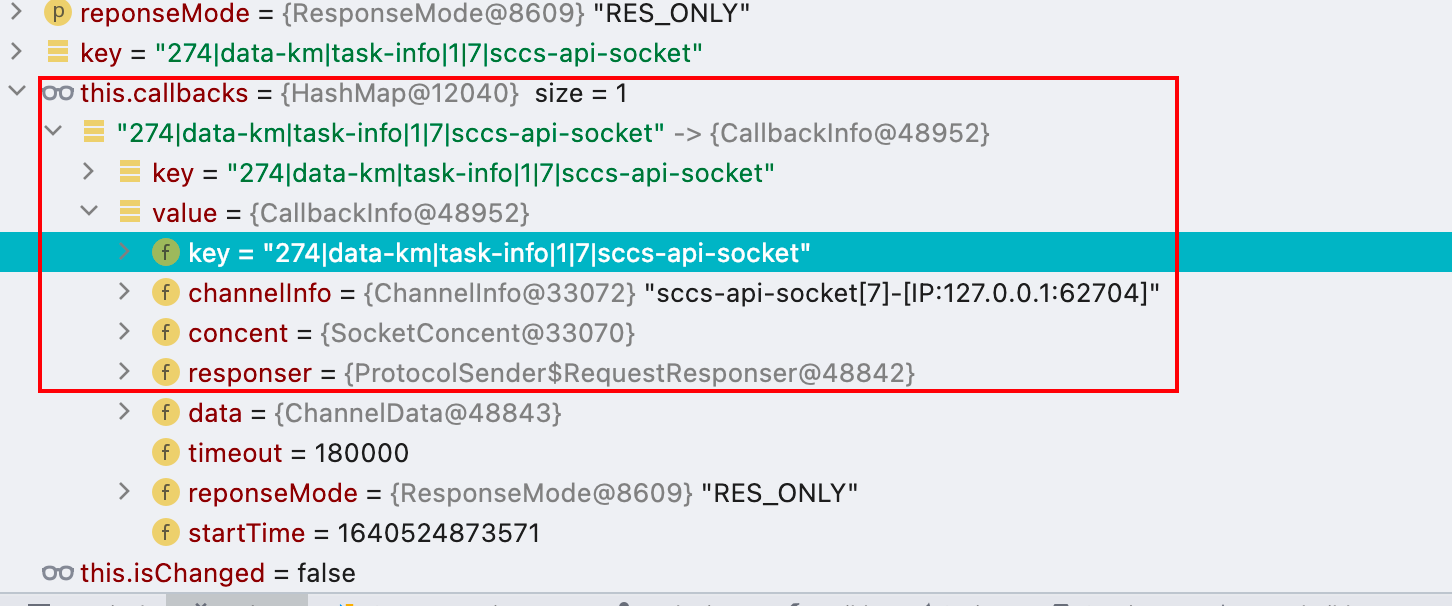 p reponseMode = {ResponseMode@8609} "RES_ONLY"
key = "274|data-km|task-info|1|7|sccs-api-socket"
this.callbacks = {HashMap@12040} size = 1
"274|data-km|task-info|1|7|sccs-api-socket" -> {CallbackInfo@48952}
key = "274|data-km|task-info|1|7|sccs-api-socket"
value = {CallbackInfo@48952}
f key = "274|data-km|task-info|1|7|sccs-api-socket"
f channelInfo = {ChannelInfo@33072} "sccs-api-socket[7]-[IP:127.0.0.1:62704]"
f concent = {SocketConcent@33070}
f responser = {ProtocolSender$RequestResponser@48842}
f data = {ChannelData@48843}
f timeout = 180000
f reponseMode = {ResponseMode@8609} "RES_ONLY"
f startTime = 1640524873571
this.isChanged = false